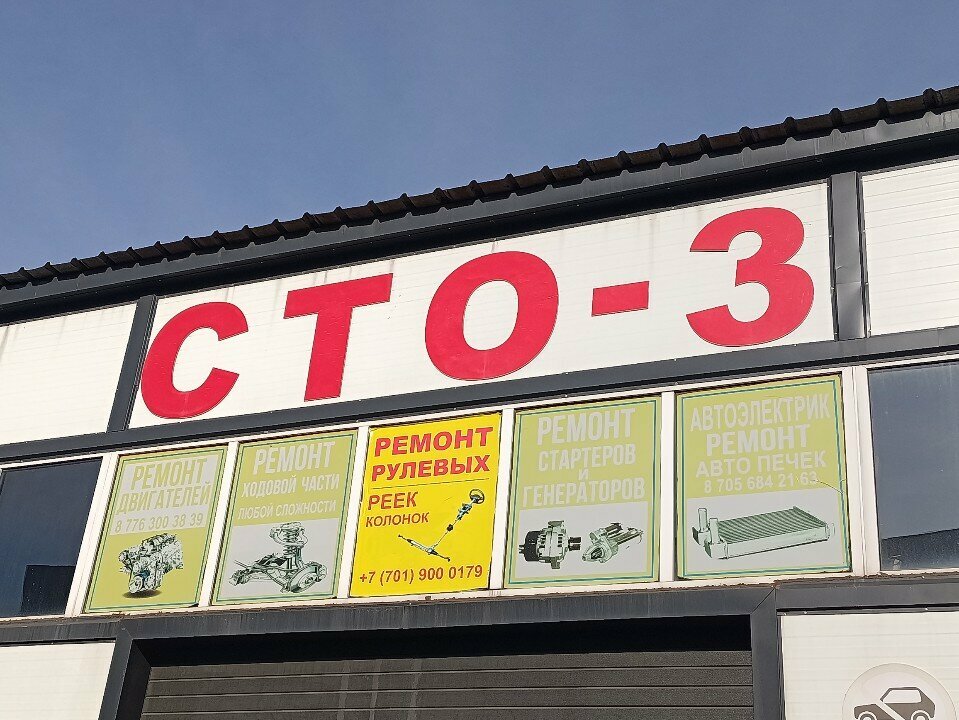 СТО-3
РЕМОНТ
ДВИГАТЕЛЕЙ
8 776 300 38 39
РЕМОНТ
ХОДОВОЙ ЧАСТИ
ЛЮБОЙ СЛОЖНОСТИ
РЕМОНТ
РУЛЕВЫХ
РЕЕК
КОЛОНОК
+7 (701) 900 0179
РЕМОНТ
СТАРТЕРОВ
И
ГЕНЕРАТОРОВ
АВТОЭЛЕКТРИК
РЕМОНТ
АВТО ПЕЧЕК
8 705 684 21 63